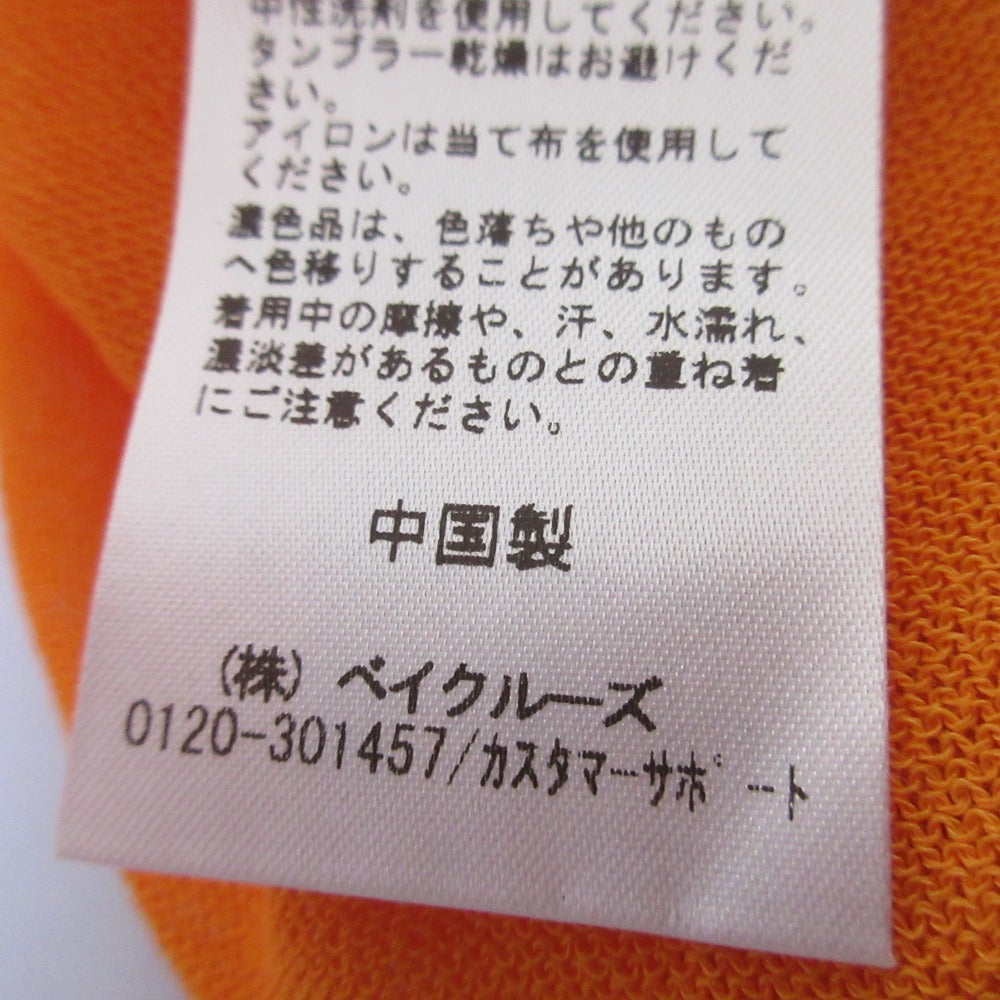 中性洗剤を使用してください。
タンブラー乾燥はお避けくだ
さい。
アイロンは当て布を使用して
ください。
濃色品は、色落ちや他のもの
へ色移りすることがあります。
着用中の摩擦や、汗、水濡れ、
濃淡差があるものとの重ね着
にご注意ください。
中国製
(株) ベイクルーズ
0120-301457/カスタマーサポート